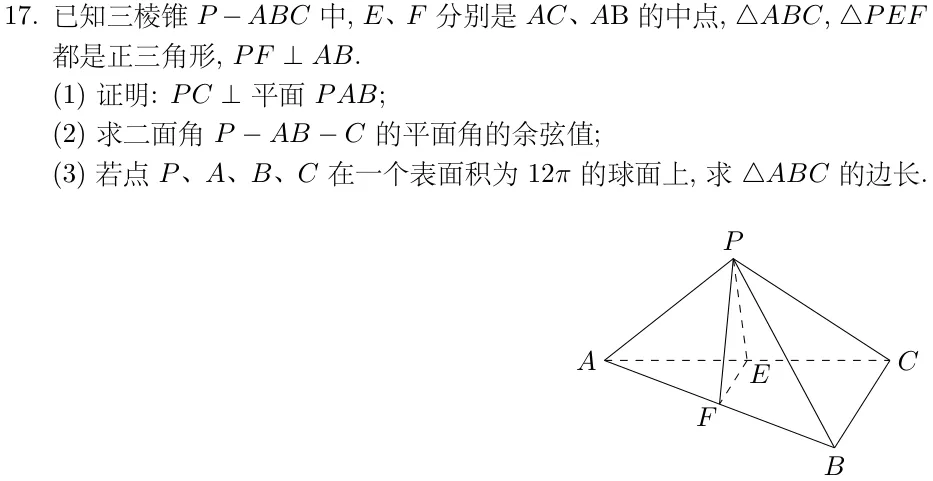 17. 已知三棱锥 P − ABC 中, E、F 分别是 AC、AB 的中点, △ABC, △PEF
都是正三角形, PF ⊥ AB.
(1) 证明: PC ⊥ 平面 PAB;
(2) 求二面角 P − AB − C 的平面角的余弦值;
(3) 若点 P、A、B、C 在一个表面积为 12π 的球面上, 求 △ABC 的边长.
P
A
E
C
F
B